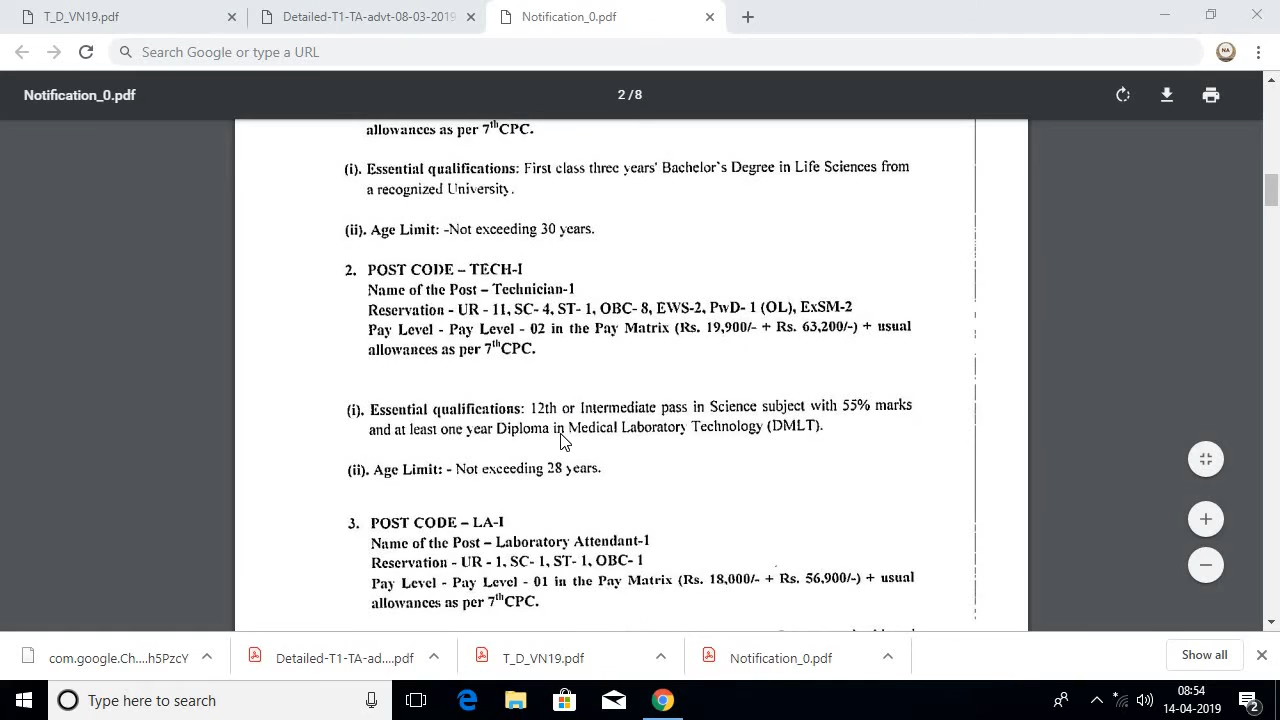 T_D_VN19.pdf
Detailed-T1-TA-advt-08-03-2019
Notification_0.pdf
Search Google or type a URL
NA
Notification_0.pdf
2 / 8
allowances as per 7thCPC.
(i). Essential qualifications: First class three years' Bachelor's Degree in Life Sciences from
a recognized University.
(ii). Age Limit: -Not exceeding 30 years.
2. POST CODE – TECH-I
Name of the Post – Technician-1
Reservation - UR - 11, SC- 4, ST- 1, OBC- 8, EWS-2, PwD- 1 (OL), ExSM-2
Pay Level - Pay Level - 02 in the Pay Matrix (Rs. 19,900/- + Rs. 63,200/-) + usual
allowances as per 7thCPC.
(i). Essential qualifications: 12th or Intermediate pass in Science subject with 55% marks
and at least one year Diploma in Medical Laboratory Technology (DMLT).
(ii). Age Limit: - Not exceeding 28 years.
3. POST CODE – LA-I
Name of the Post – Laboratory Attendant-1
Reservation - UR - 1, SC- 1, ST- 1, OBC- 1
Pay Level - Pay Level - 01 in the Pay Matrix (Rs. 18,000/- + Rs. 56,900/-) + usual
allowances as per 7thCPC.
com.google.Ch....h5PzcY
Detailed-T1-TA-ad....pdf
T_D_VN19.pdf
Notification_0.pdf
Show all
Type here to search
08:54
14-04-2019
2